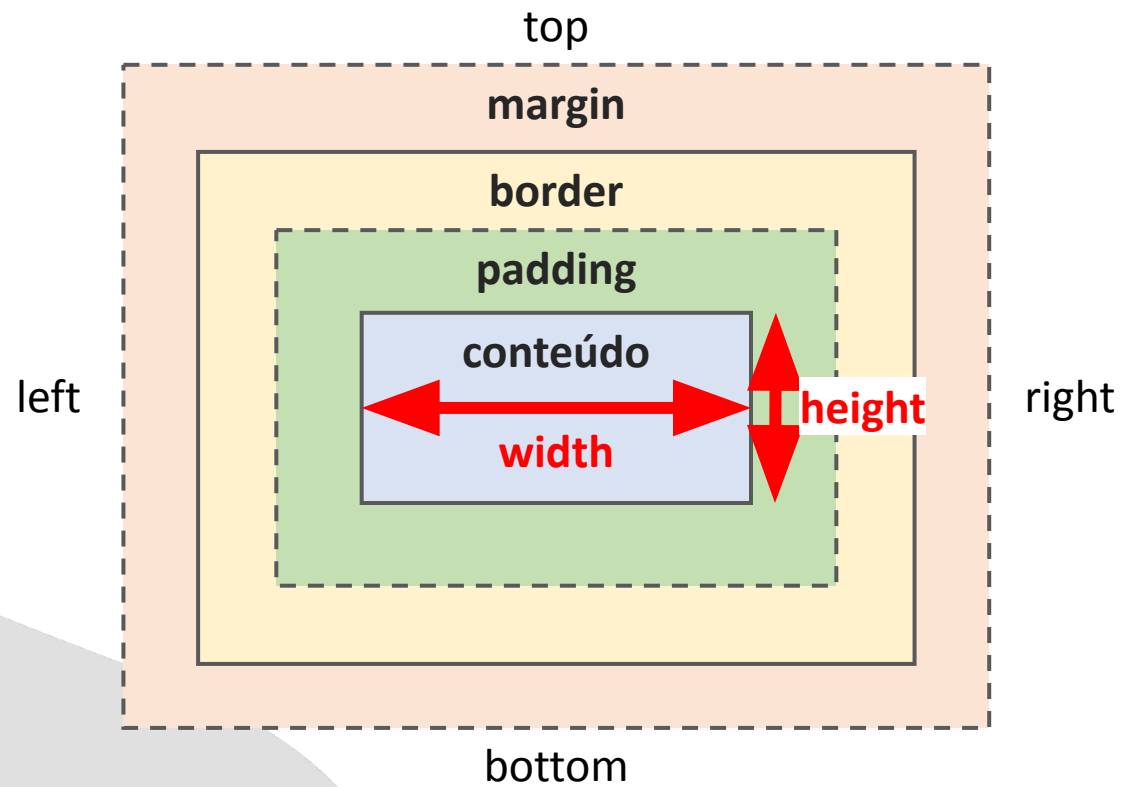 top
margin
border
padding
conteúdo
left
height
right
width
bottom